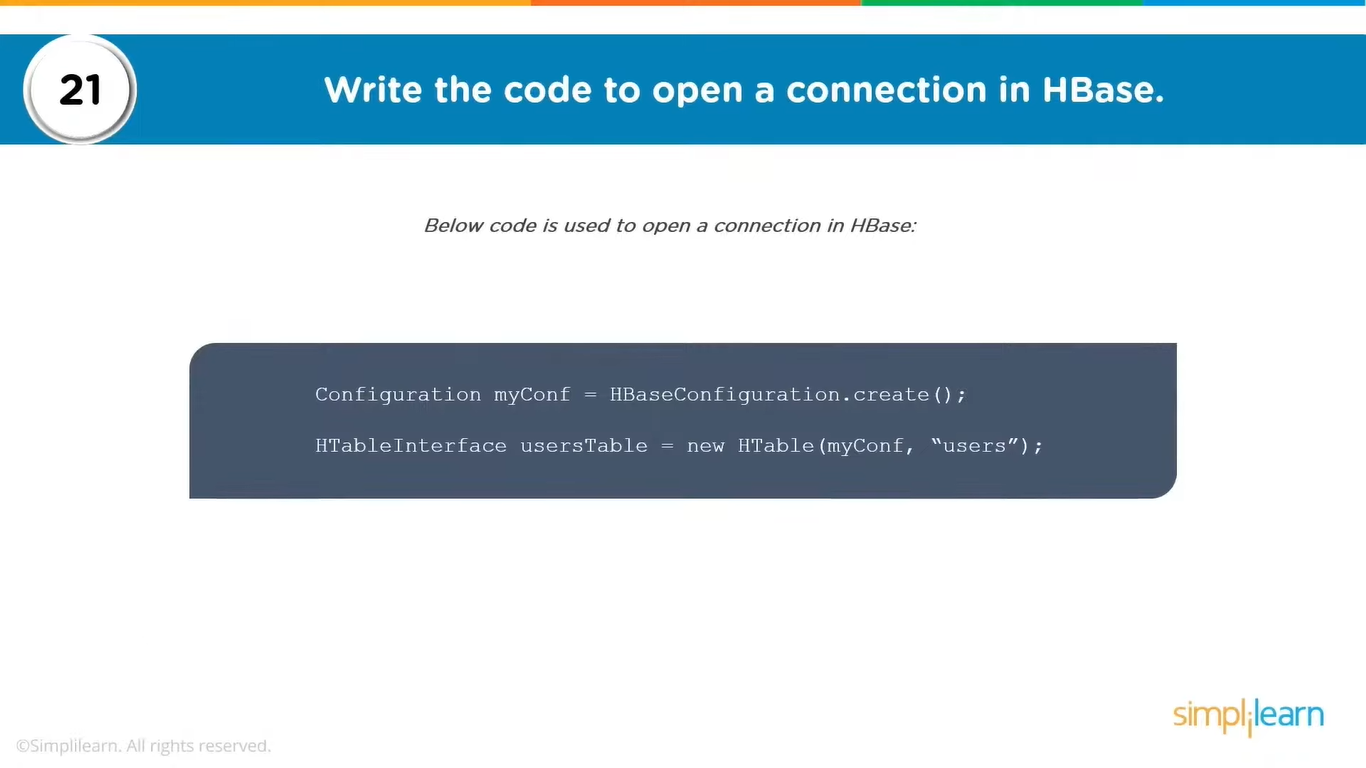 21
Write the code to open a connection in HBase.
Below code is used to open a connection in HBase:
Configuration myConf = HBaseConfiguration.create();
HTableInterface usersTable = new HTable(myConf, “users”);
simplilearn
©Simplilearn. All rights reserved.